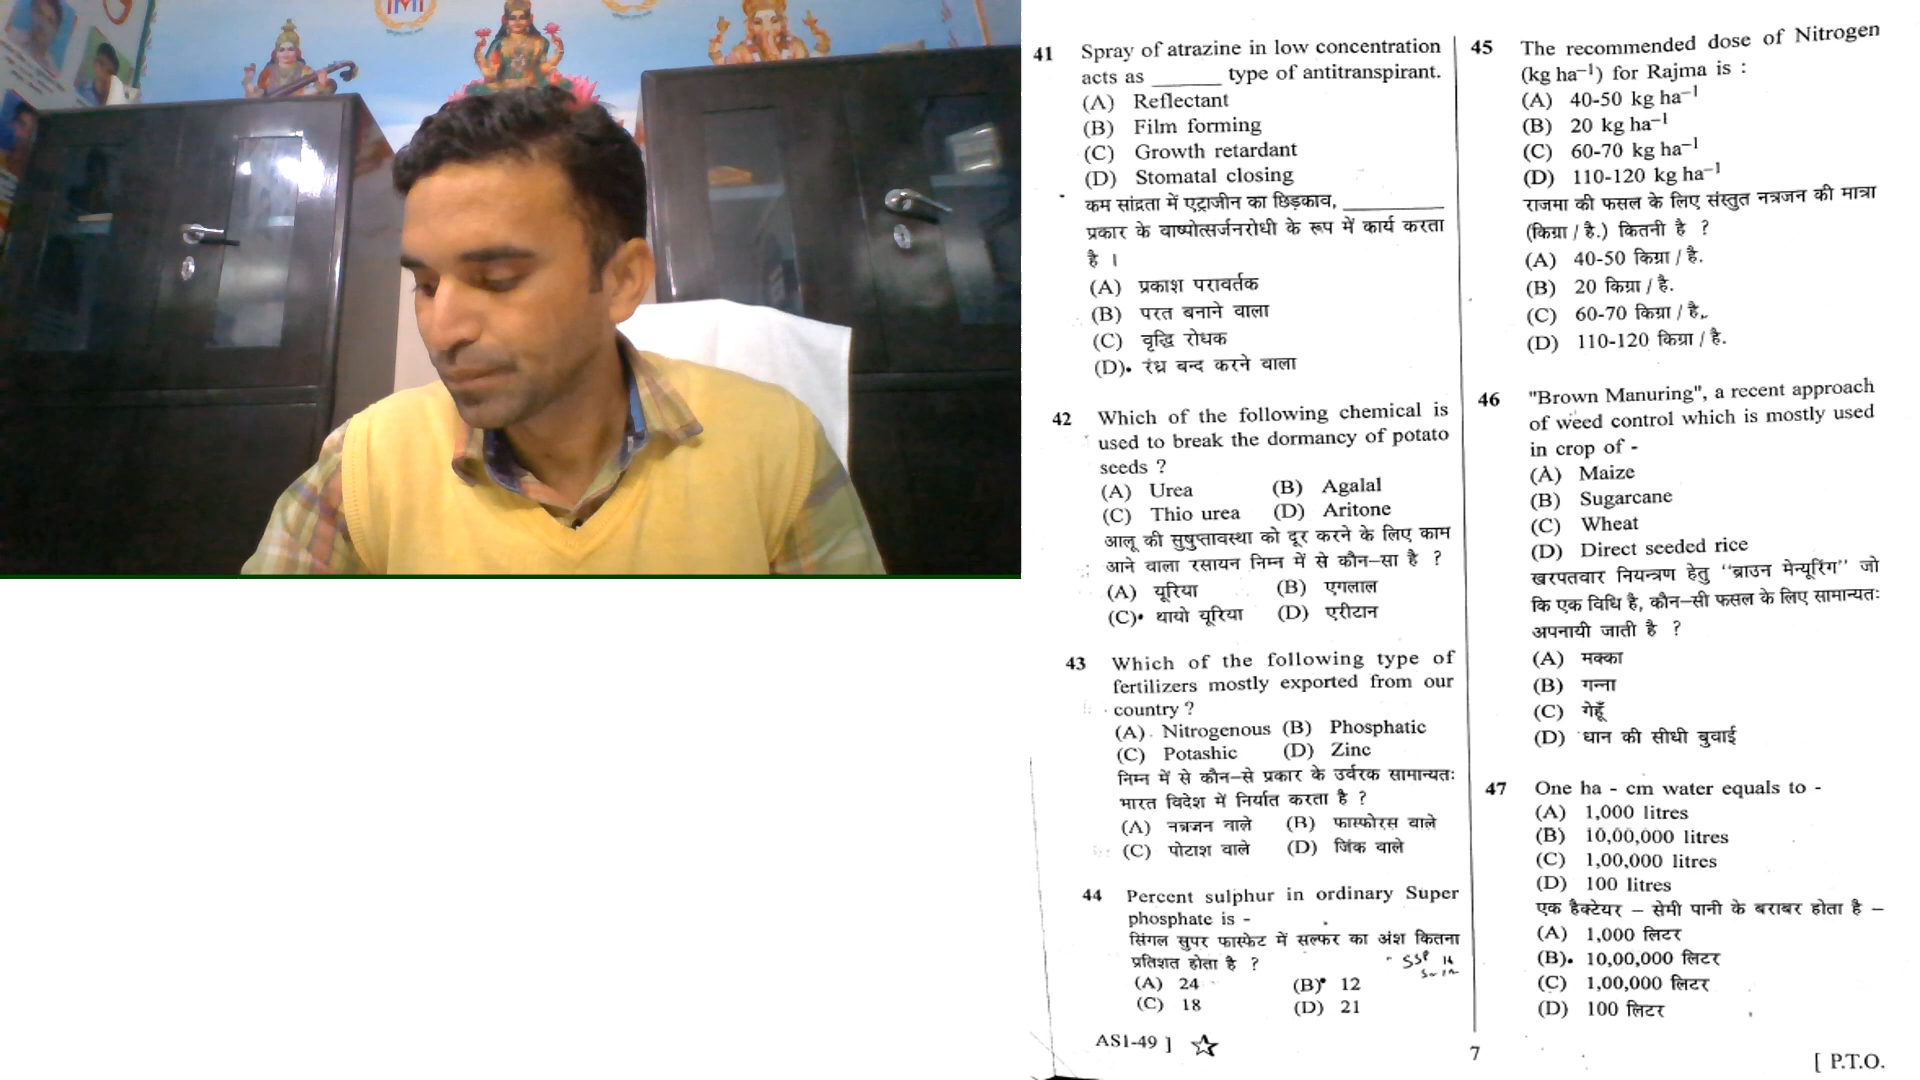 41 Spray of atrazine in low concentration
acts as ______ type of antitranspirant.
(A) Reflectant
(B) Film forming
(C) Growth retardant
(D) Stomatal closing
कम सांद्रता में एट्राजीन का छिड़काव, ______
प्रकार के वाष्पोत्सर्जनरोधी के रूप में कार्य करता
है ।
(A) प्रकाश परावर्तक
(B) परत बनाने वाला
(C) वृद्धि रोधक
(D) रंध्र बन्द करने वाला
42 Which of the following chemical is
used to break the dormancy of potato
seeds ?
(A) Urea (B) Agalal
(C) Thio urea (D) Aritone
आलू की सुषुप्तावस्था को दूर करने के लिए काम
आने वाला रसायन निम्न में से कौन-सा है ?
(A) यूरिया (B) एगलाल
(C) थायो यूरिया (D) एरीटान
43 Which of the following type of
fertilizers mostly exported from our
country ?
(A) Nitrogenous (B) Phosphatic
(C) Potashic (D) Zinc
निम्न में से कौन-से प्रकार के उर्वरक सामान्यतः
भारत विदेश में निर्यात करता है ?
(A) नत्रजन वाले (B) फास्फोरस वाले
(C) पोटाश वाले (D) जिंक वाले
44 Percent sulphur in ordinary Super
phosphate is -
सिंगल सुपर फास्फेट में सल्फर का अंश कितना
प्रतिशत होता है ?
SSP 16
(A) 24 (B) 12
(C) 18 (D) 21
AS1-49 ]
45 The recommended dose of Nitrogen
(kg ha⁻¹) for Rajma is :
(A) 40-50 kg ha⁻¹
(B) 20 kg ha⁻¹
(C) 60-70 kg ha⁻¹
(D) 110-120 kg ha⁻¹
राजमा की फसल के लिए संस्तुत नत्रजन की मात्रा
(किग्रा / है.) कितनी है ?
(A) 40-50 किग्रा / है.
(B) 20 किग्रा / है.
(C) 60-70 किग्रा / है.
(D) 110-120 किग्रा / है.
46 "Brown Manuring", a recent approach
of weed control which is mostly used
in crop of -
(A) Maize
(B) Sugarcane
(C) Wheat
(D) Direct seeded rice
खरपतवार नियन्त्रण हेतु "ब्राउन मेन्यूरिंग" जो
कि एक विधि है, कौन-सी फसल के लिए सामान्यतः
अपनायी जाती है ?
(A) मक्का
(B) गन्ना
(C) गेहूँ
(D) धान की सीधी बुवाई
47 One ha - cm water equals to -
(A) 1,000 litres
(B) 10,00,000 litres
(C) 1,00,000 litres
(D) 100 litres
एक हैक्टेयर – सेमी पानी के बराबर होता है –
(A) 1,000 लिटर
(B) 10,00,000 लिटर
(C) 1,00,000 लिटर
(D) 100 लिटर
7
[ P.T.O.